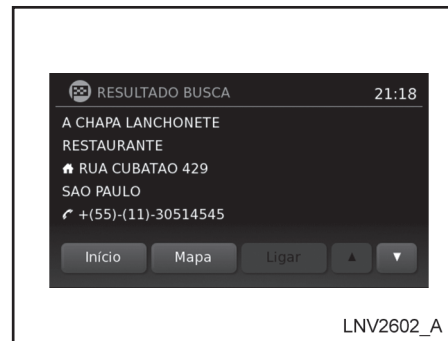 RESULTADO BUSCA 21:18
A CHAPA LANCHONETE
RESTAURANTE
RUA CUBATAO 429
SAO PAULO
+(55)-(11)-30514545
Início Mapa Ligar
LNV2602_A